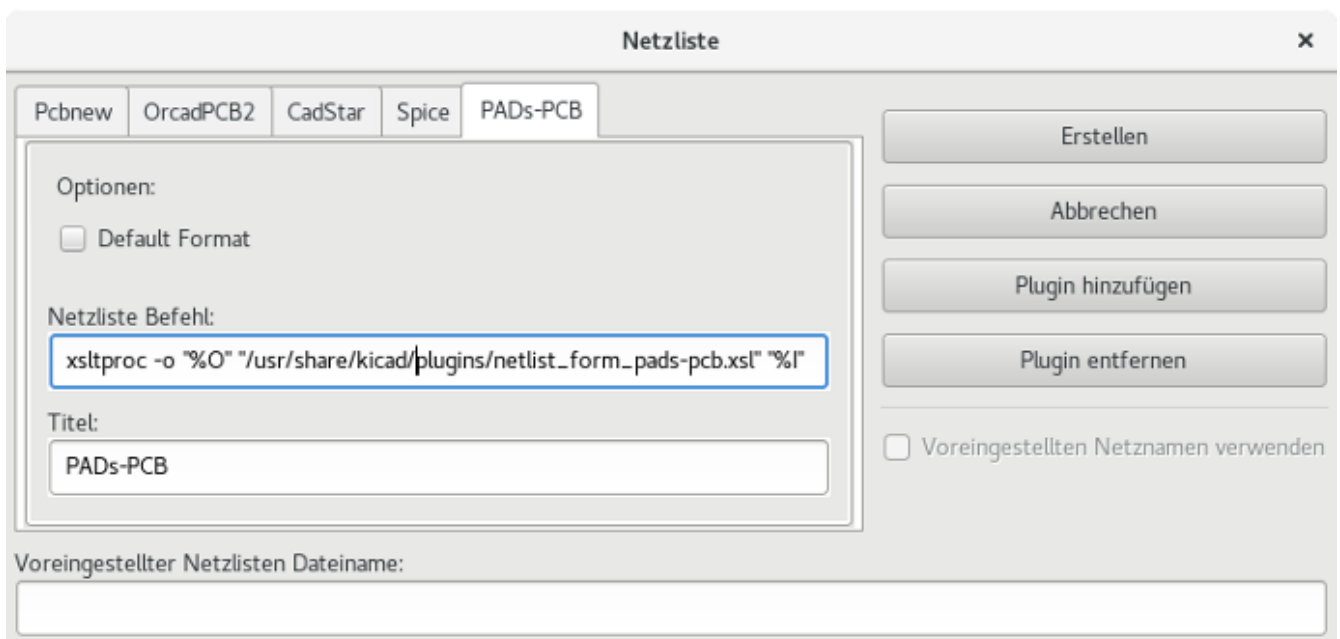 Netzliste ×
Pcbnew OrcadPCB2 CadStar Spice PADs-PCB
Optionen:
Default Format
Netzliste Befehl:
xsltproc -o "%O" "/usr/share/kicad/plugins/netlist_form_pads-pcb.xsl" "%I"
Titel:
PADs-PCB
Erstellen
Abbrechen
Plugin hinzufügen
Plugin entfernen
Voreingestellten Netznamen verwenden
Voreingestellter Netzlisten Dateiname: